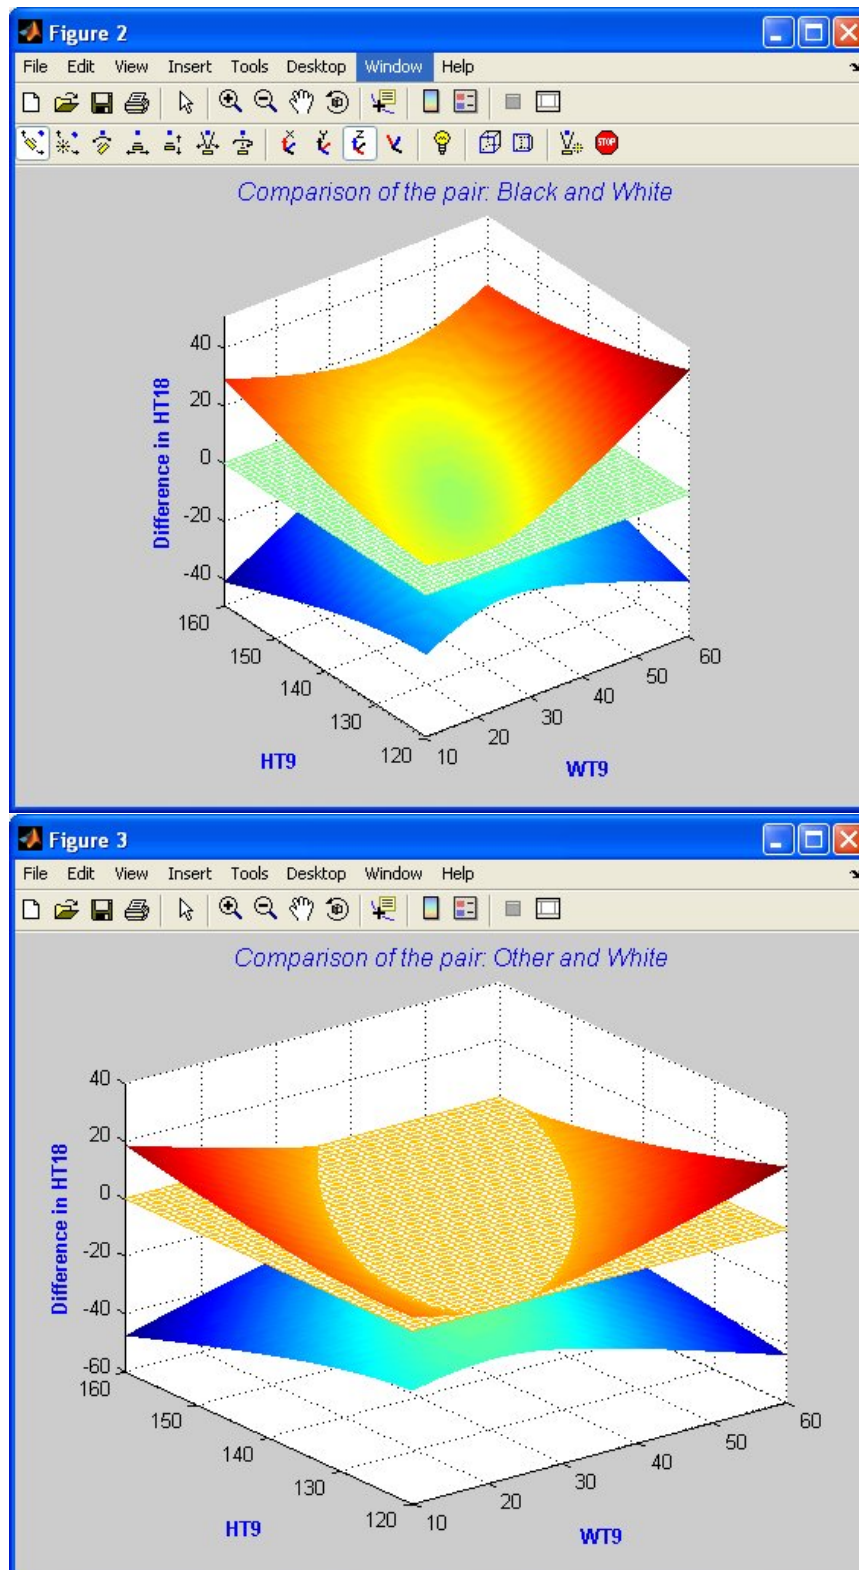 Figure 2
File Edit View Insert Tools Desktop Window Help
X Y Z STOP
Comparison of the pair: Black and White
Difference in HT18
40
20
0
-20
-40
160
150
140
130
120
HT9
10
20
30
40
50
60
WT9
Figure 3
File Edit View Insert Tools Desktop Window Help
Comparison of the pair: Other and White
Difference in HT18
40
20
0
-20
-40
-60
160
150
140
130
120
HT9
10
20
30
40
50
60
WT9